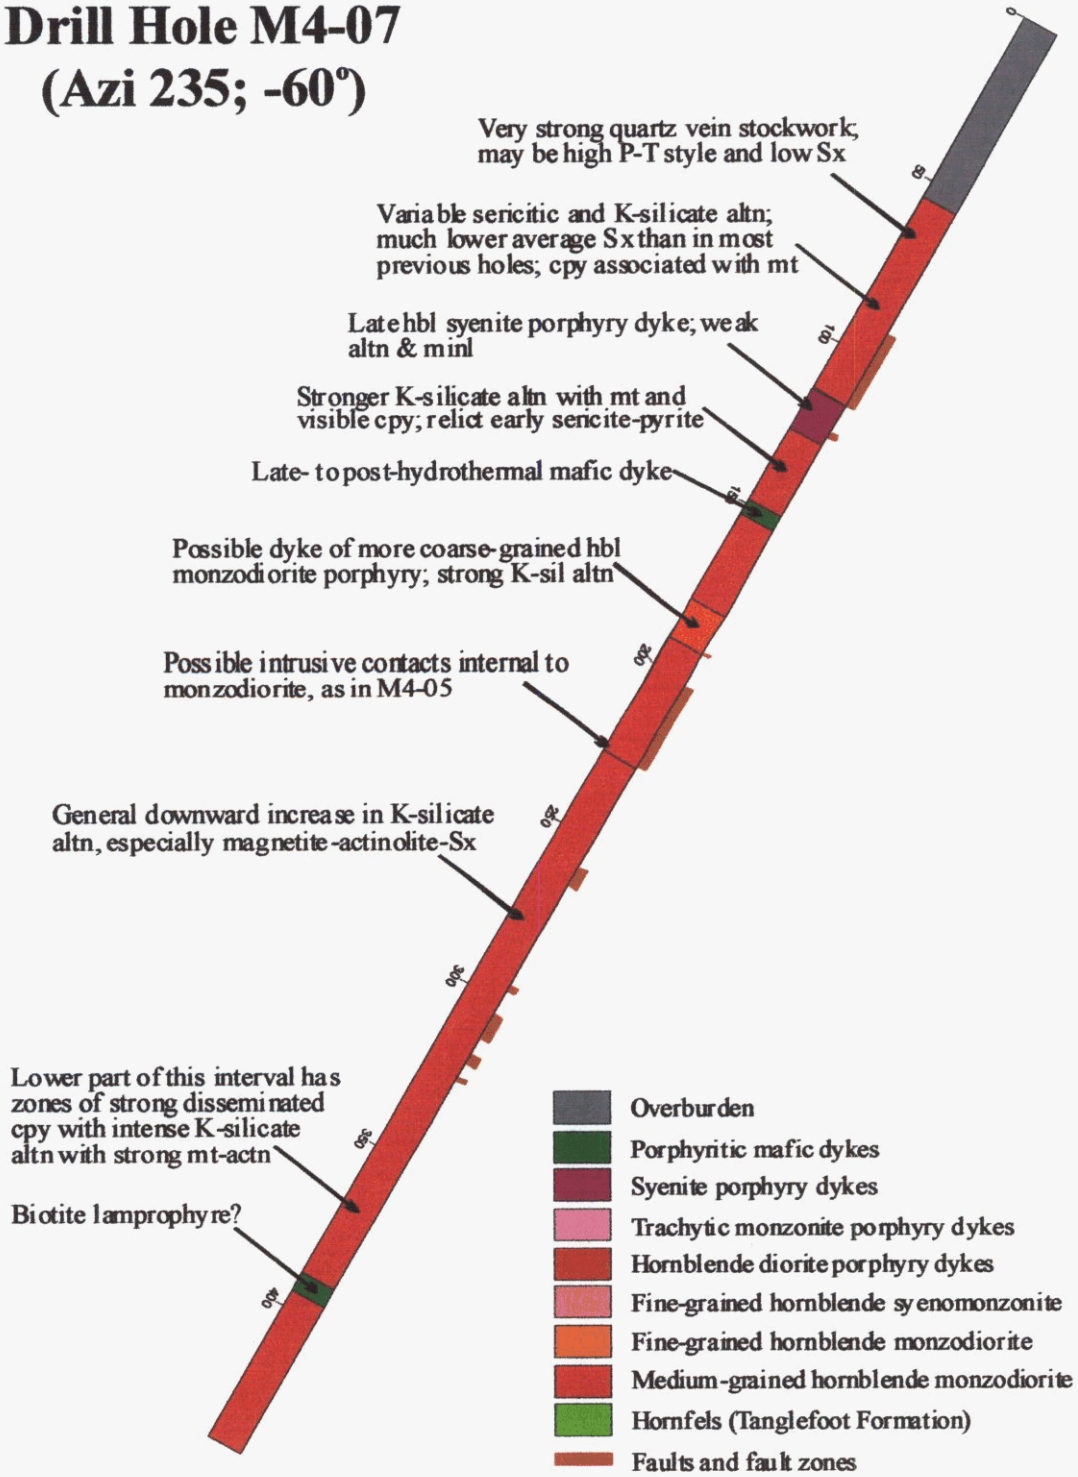 Drill Hole M4-07
(Azi 235; -60°)
0
Very strong quartz vein stockwork;
may be high P-T style and low Sx
50
Variable sericitic and K-silicate altn;
much lower average Sx than in most
previous holes; cpy associated with mt
100
Late hbl syenite porphyry dyke; weak
altn & minl
Stronger K-silicate altn with mt and
visible cpy; relict early sericite-pyrite
Late- to post-hydrothermal mafic dyke
150
Possible dyke of more coarse-grained hbl
monzodiorite porphyry; strong K-sil altn
200
Possible intrusive contacts internal to
monzodiorite, as in M4-05
250
General downward increase in K-silicate
altn, especially magnetite-actinolite-Sx
300
Lower part of this interval has
zones of strong disseminated
cpy with intense K-silicate
altn with strong mt-actn
350
Biotite lamprophyre?
400
Overburden
Porphyritic mafic dykes
Syenite porphyry dykes
Trachytic monzonite porphyry dykes
Hornblende diorite porphyry dykes
Fine-grained hornblende syenomonzonite
Fine-grained hornblende monzodiorite
Medium-grained hornblende monzodiorite
Hornfels (Tanglefoot Formation)
Faults and fault zones